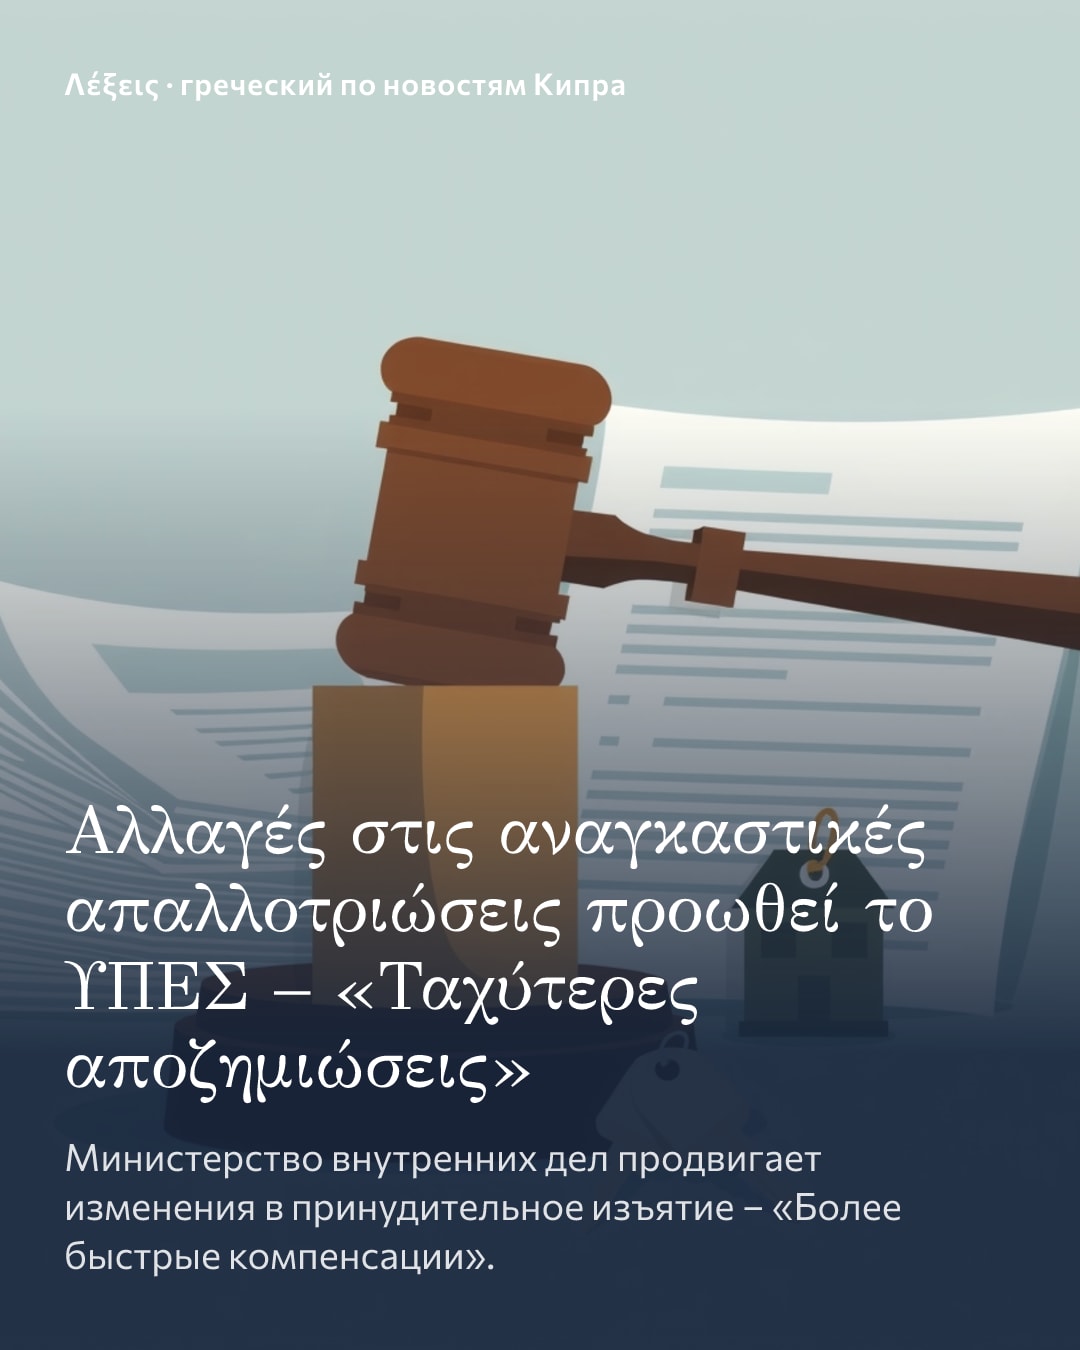 Λέξεις · греческий по новостям Кипра
Αλλαγές στις αναγκαστικές
απαλλοτριώσεις προωθεί το
ΥΠΕΣ – «Ταχύτερες
αποζημιώσεις»
Министерство внутренних дел продвигает
изменения в принудительное изъятие – «Более
быстрые компенсации».